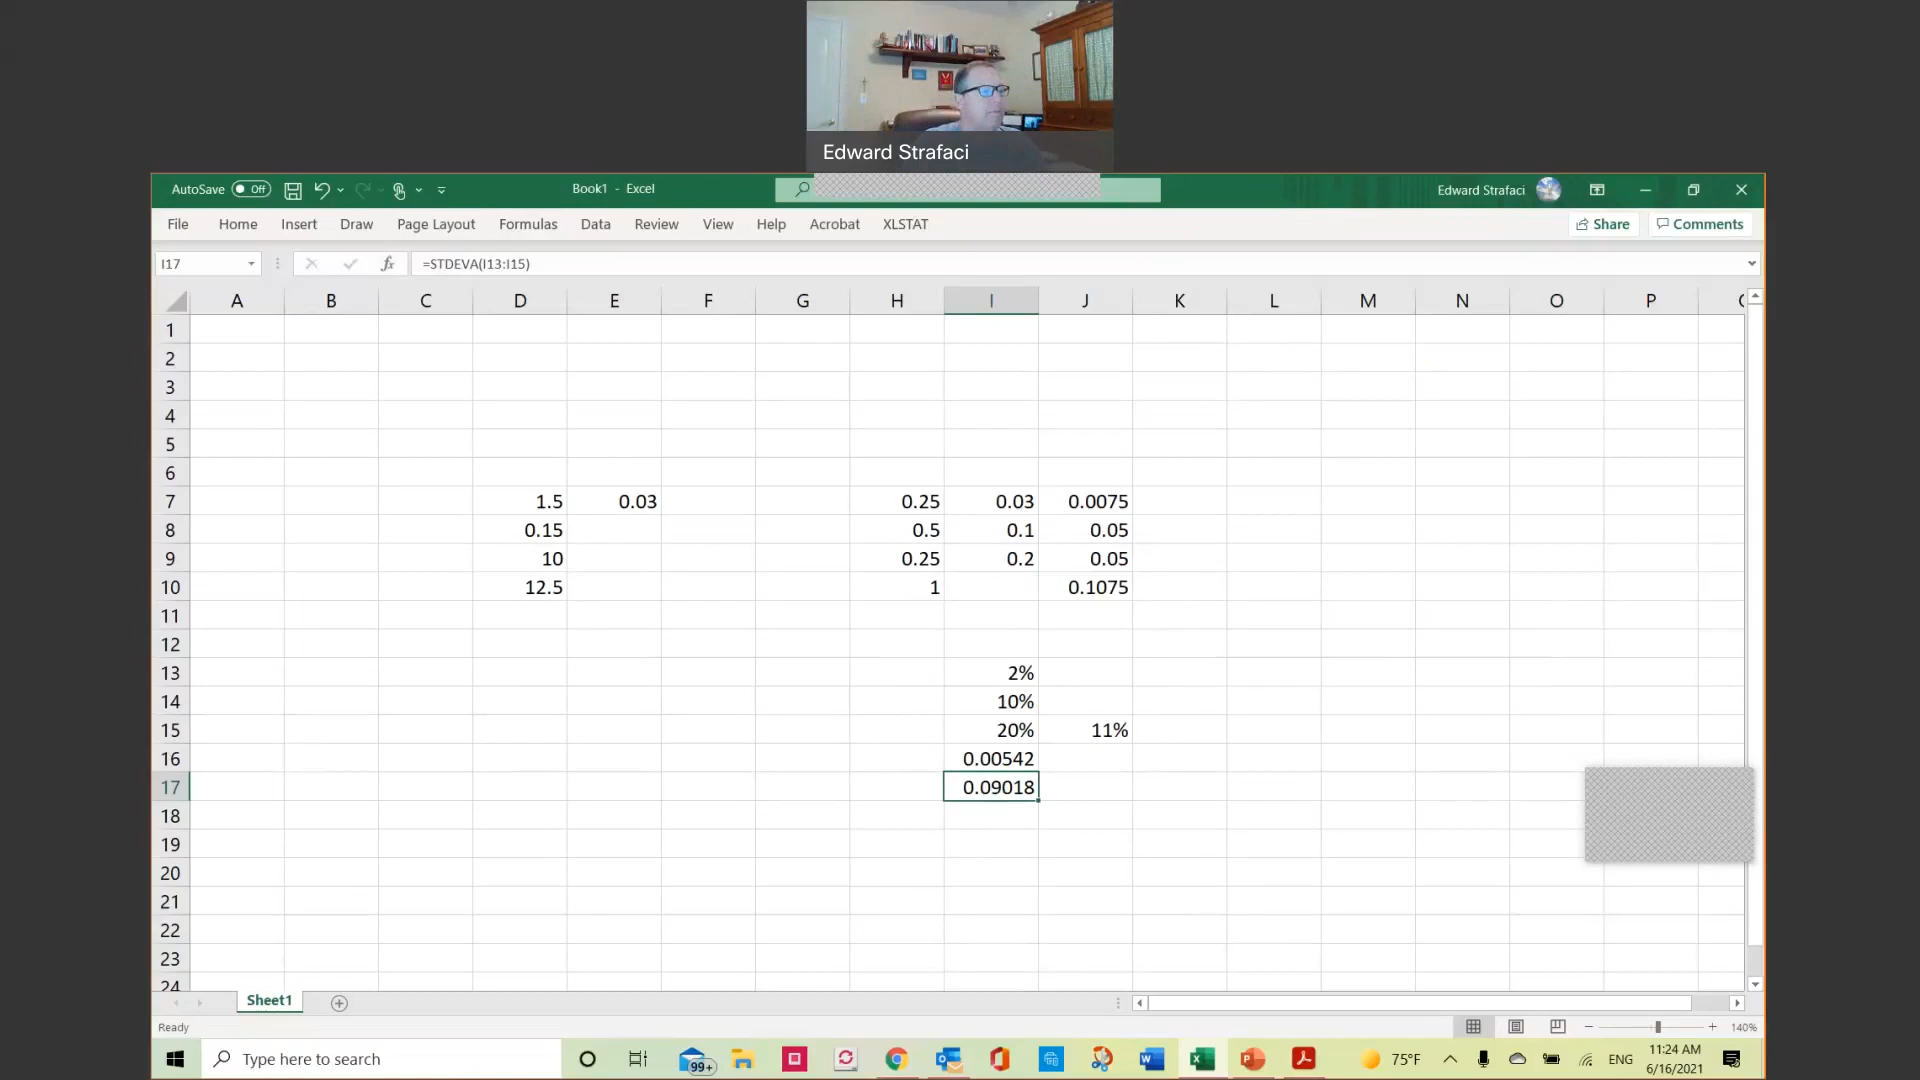 Edward Strafaci
AutoSave Off
Book1 - Excel
Edward Strafaci
File Home Insert Draw Page Layout Formulas Data Review View Help Acrobat XLSTAT
Share Comments
I17
fx
=STDEVA(I13:I15)
A B C D E F G H I J K L M N O P
1
2
3
4
5
6
7 1.5 0.03 0.25 0.03 0.0075
8 0.15 0.5 0.1 0.05
9 10 0.25 0.2 0.05
10 12.5 1 0.1075
11
12
13 2%
14 10%
15 20% 11%
16 0.00542
17 0.09018
18
19
20
21
22
23
24
Sheet1
Ready
140%
Type here to search
99+
75°F
ENG
11:24 AM
6/16/2021